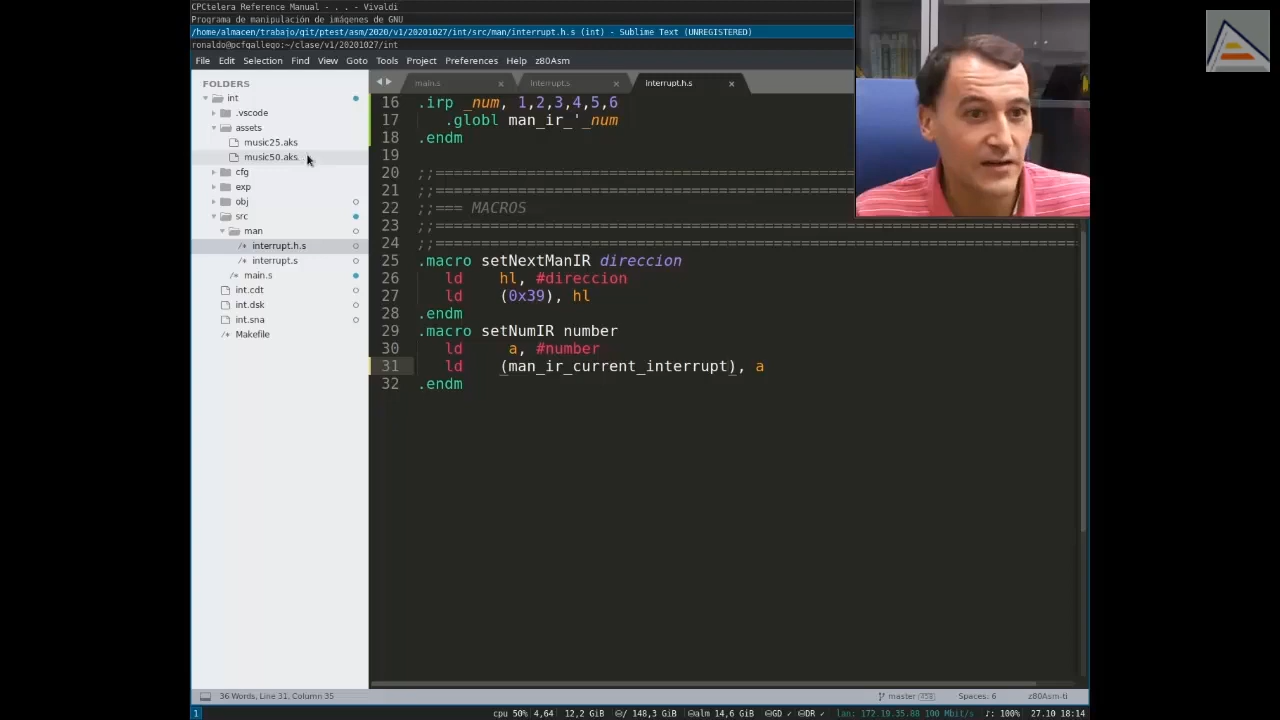 CPCtelera Reference Manual - . . - Vivaldi
Programa de manipulación de imágenes de GNU
/home/almacen/trabajo/git/ptest/asm/2020/v1/20201027/int/src/man/interrupt.h.s (int) - Sublime Text (UNREGISTERED)
ronaldo@pcfgallego:~/clase/v1/20201027/int
File Edit Selection Find View Goto Tools Project Preferences Help z80Asm
FOLDERS
int
.vscode
assets
music25.aks
music50.aks
cfg
exp
obj
src
man
interrupt.h.s
interrupt.s
main.s
int.cdt
int.dsk
int.sna
Makefile
main.s interrupt.s interrupt.h.s
16 .irp _num, 1,2,3,4,5,6
17 .globl man_ir_'_num
18 .endm
19
20 ;;================================================
21 ;;================================================
22 ;;=== MACROS
23 ;;==========================================================================
24 ;;==========================================================================
25 .macro setNextManIR direccion
26 ld hl, #direccion
27 ld (0x39), hl
28 .endm
29 .macro setNumIR number
30 ld a, #number
31 ld (man_ir_current_interrupt), a
32 .endm
36 Words, Line 31, Column 35 master 458 Spaces: 6 z80Asm-ti
1 cpu 50% 4,64 12,2 GiB / 148,3 GiB alm 14,6 GiB GD ✓ DR ✓ lan: 172.19.35.88 100 Mbit/s ♪: 100% 27.10 18:14